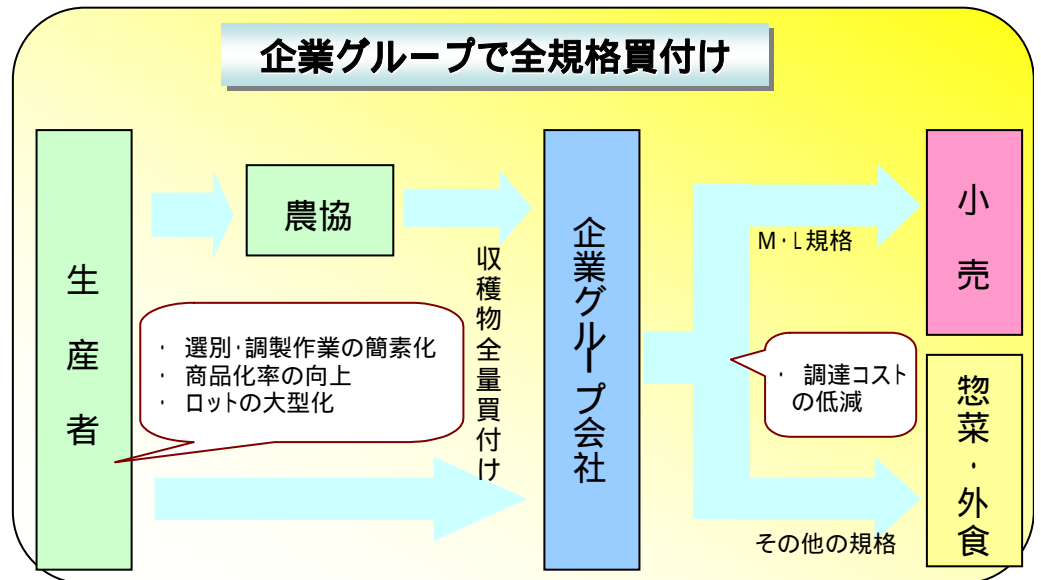 企業グループで全規格買付け
生産者
農協
収穫物全量買付け
企業グループ会社
M・L規格
小売
・ 選別・調製作業の簡素化
・ 商品化率の向上
・ ロットの大型化
・ 調達コスト
の低減
惣菜・外食
その他の規格